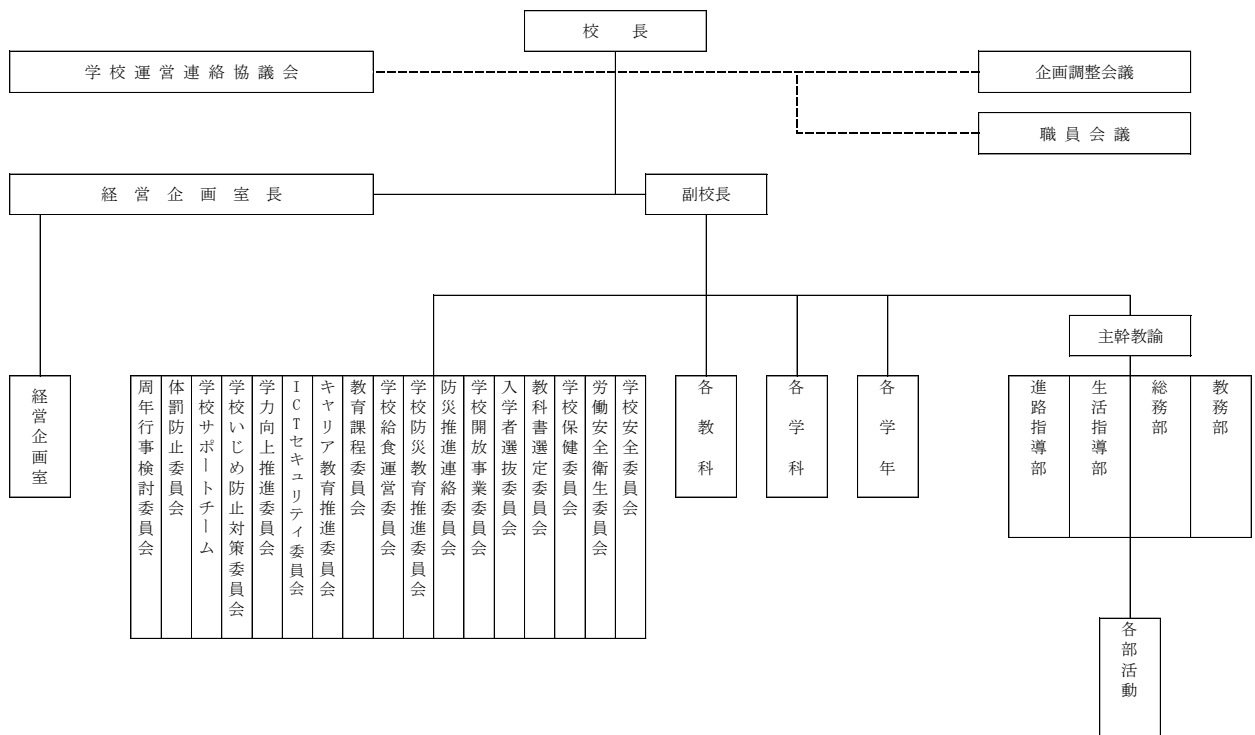 校長
学校運営連絡協議会
企画調整会議
職員会議
経営企画室長
副校長
主幹教諭
経営企画室
周年行事検討委員会
体罰防止委員会
学校サポートチーム
学校いじめ防止対策委員会
学力向上推進委員会
ICTセキュリティ委員会
キャリア教育推進委員会
教育課程委員会
学校給食運営委員会
学校防災教育推進委員会
防災推進連絡委員会
学校開放事業委員会
入学者選抜委員会
教科書選定委員会
学校保健委員会
労働安全衛生委員会
学校安全委員会
各教科
各学科
各学年
進路指導部
生活指導部
総務部
教務部
各部活動